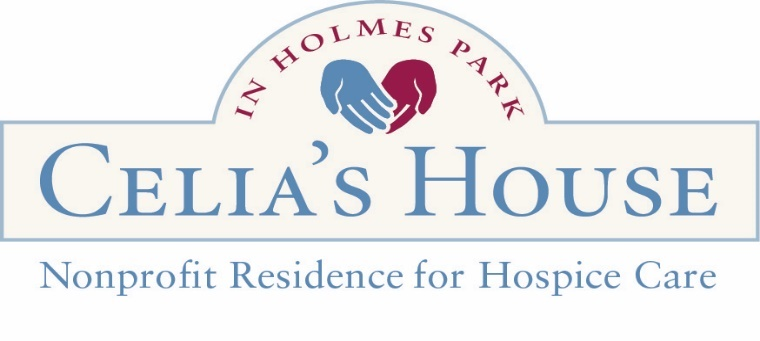 IN HOLMES PARK
CELIA'S HOUSE
Nonprofit Residence for Hospice Care